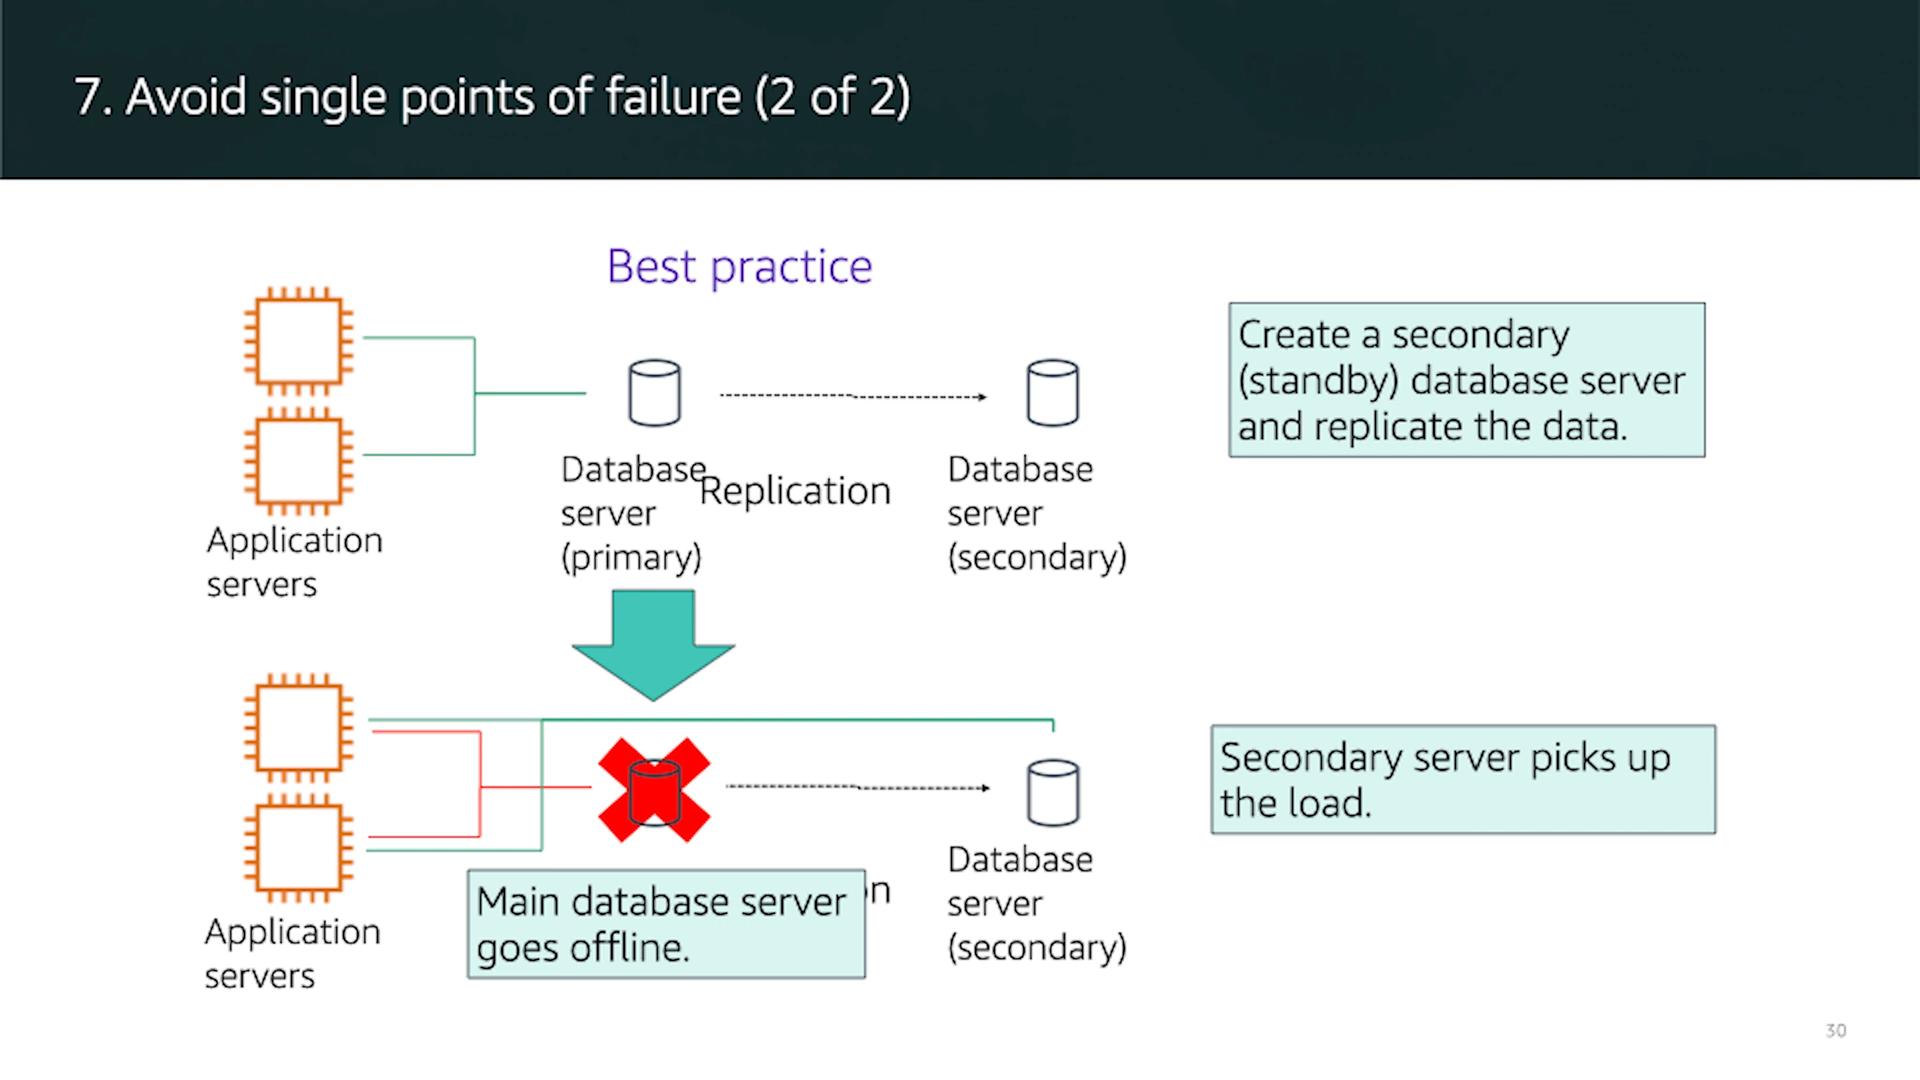 7. Avoid single points of failure (2 of 2)
Best practice
Create a secondary
(standby) database server
and replicate the data.
Application
servers
Database
server
(primary)
Replication
Database
server
(secondary)
Secondary server picks up
the load.
Application
servers
Main database server
goes offline.
Database
server
(secondary)
30